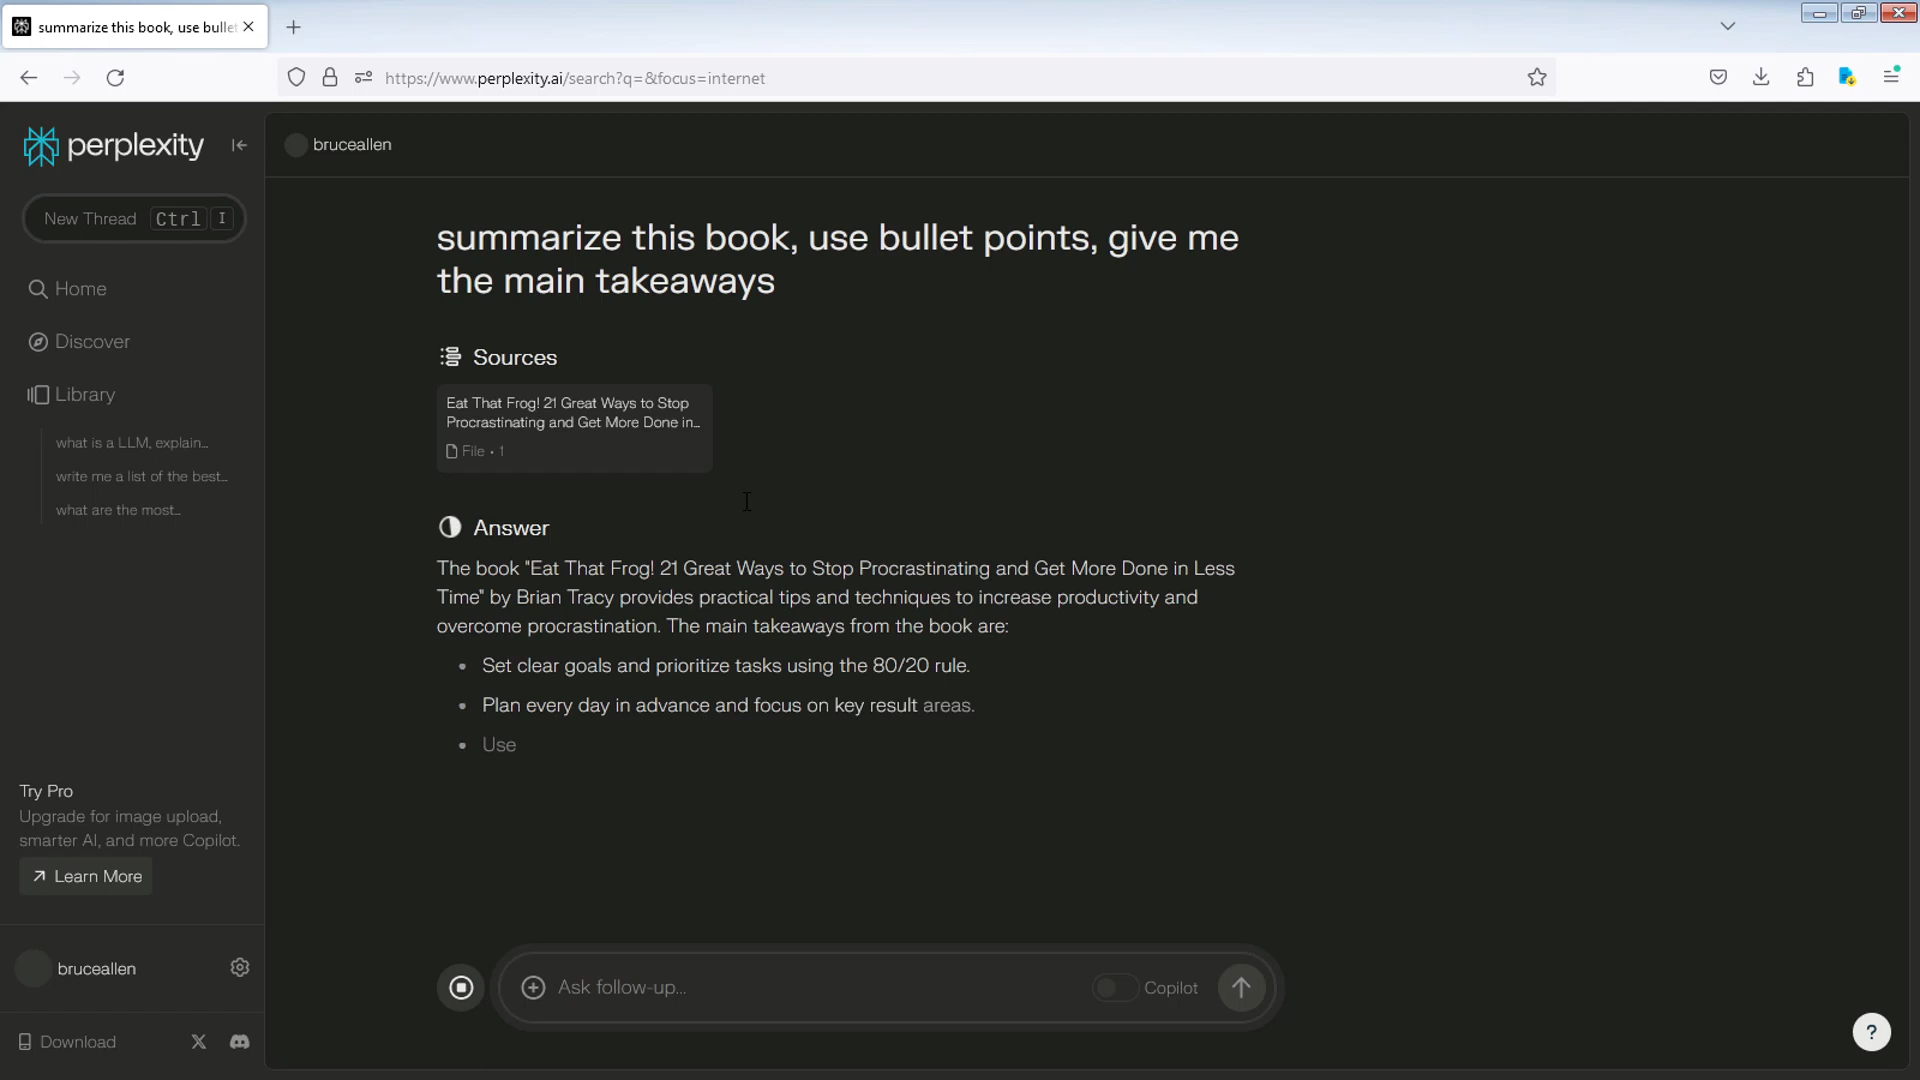 summarize this book, use bulle
https://www.perplexity.ai/search?q=&focus=internet
perplexity
New Thread Ctrl I
Home
Discover
Library
what is a LLM, explain...
write me a list of the best...
what are the most...
Try Pro
Upgrade for image upload,
smarter AI, and more Copilot.
Learn More
bruceallen
Download
bruceallen
summarize this book, use bullet points, give me
the main takeaways
Sources
Eat That Frog! 21 Great Ways to Stop
Procrastinating and Get More Done in...
File • 1
Answer
The book "Eat That Frog! 21 Great Ways to Stop Procrastinating and Get More Done in Less
Time" by Brian Tracy provides practical tips and techniques to increase productivity and
overcome procrastination. The main takeaways from the book are:
• Set clear goals and prioritize tasks using the 80/20 rule.
• Plan every day in advance and focus on key result areas.
• Use
Ask follow-up...
Copilot
?